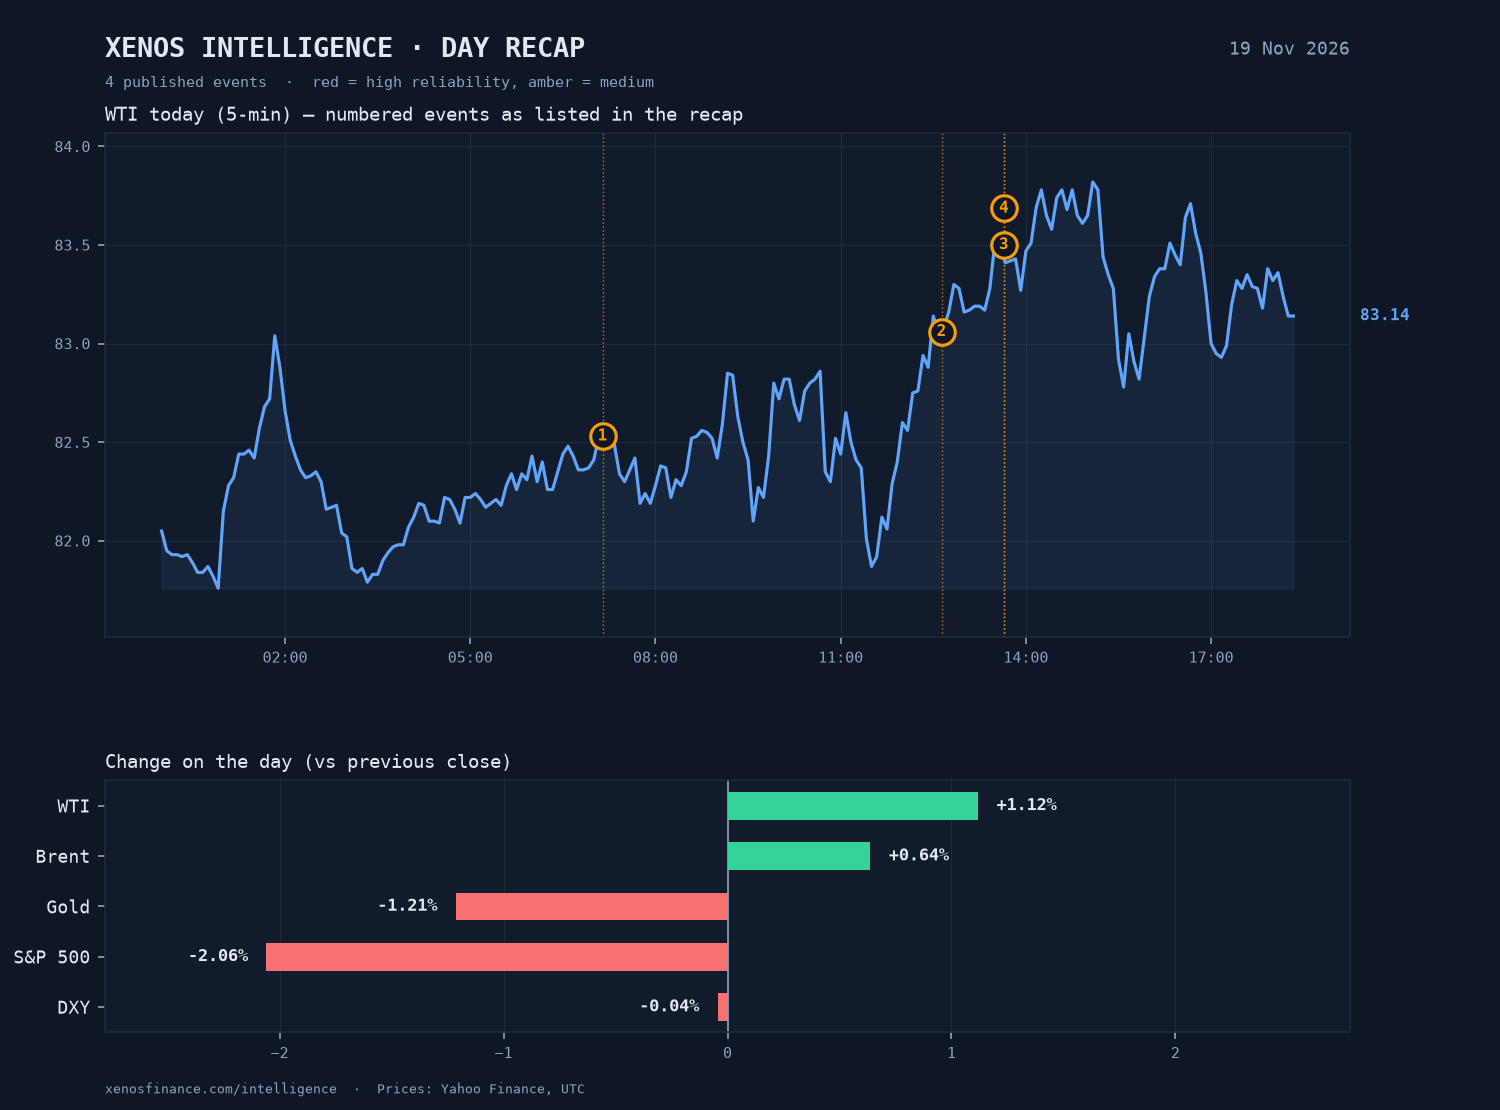 XENOS INTELLIGENCE · DAY RECAP
19 Nov 2026
4 published events · red = high reliability, amber = medium
WTI today (5-min) — numbered events as listed in the recap
84.0
83.5
83.0
82.5
82.0
4
3
2
1
83.14
02:00 05:00 08:00 11:00 14:00 17:00
Change on the day (vs previous close)
WTI +1.12%
Brent +0.64%
Gold -1.21%
S&P 500 -2.06%
DXY -0.04%
−2 −1 0 1 2
xenosfinance.com/intelligence · Prices: Yahoo Finance, UTC